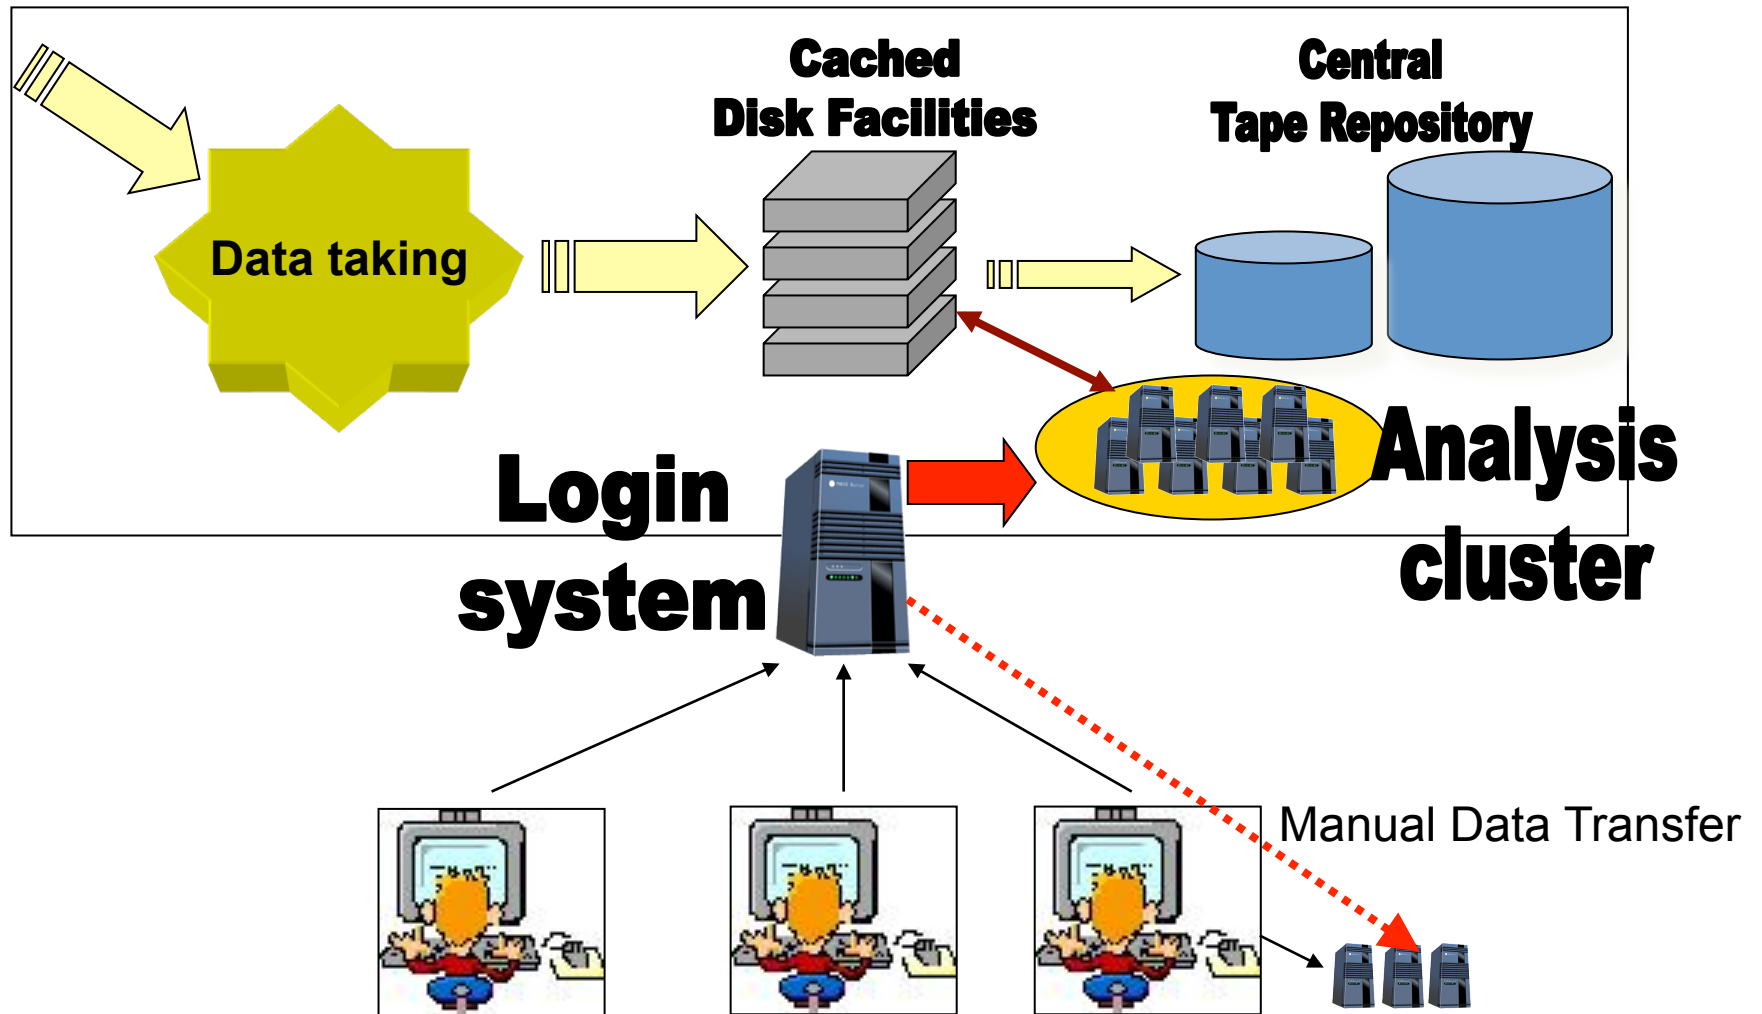 Cached
Disk Facilities
Central
Tape Repository
Data taking
Analysis
cluster
Login
system
Manual Data Transfer